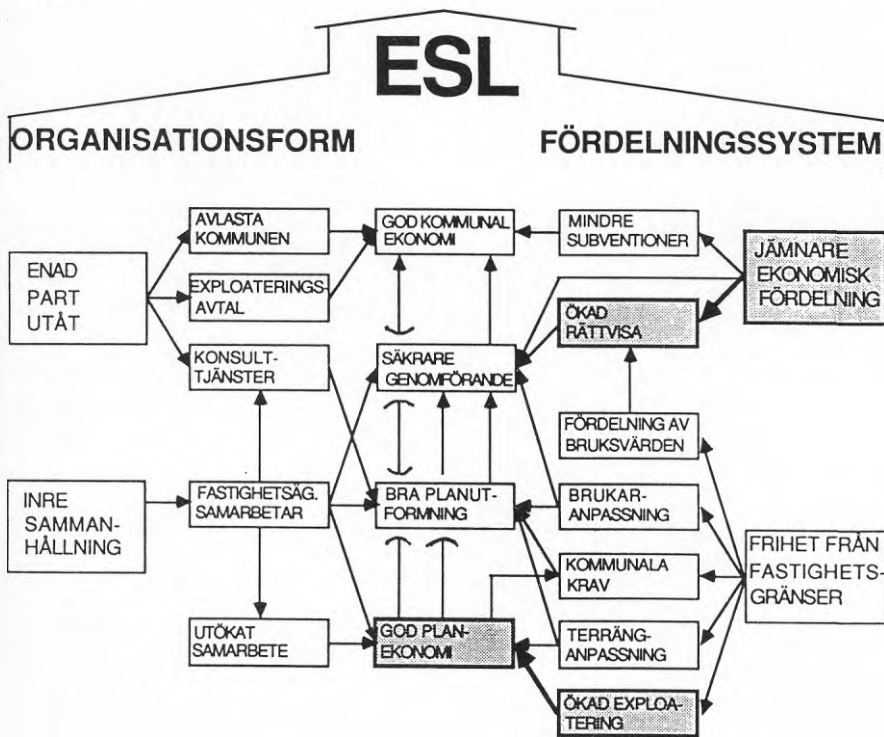 ESL
ORGANISATIONSFORM
FÖRDELNINGSSYSTEM
ENAD
PART
UTÅT
INRE
SAMMAN-
HÅLLNING
AVLASTA
KOMMUNEN
EXPLOATERINGS-
AVTAL
KONSULT-
TJÄNSTER
FASTIGHETSÄG.
SAMARBETAR
UTÖKAT
SAMARBETE
GOD KOMMUNAL
EKONOMI
SÄKRARE
GENOMFÖRANDE
BRA PLANUT-
FORMNING
GOD PLAN-
EKONOMI
MINDRE
SUBVENTIONER
ÖKAD
RÄTTVISA
FÖRDELNING AV
BRUKSVÄRDEN
BRUKAR-
ANPASSNING
KOMMUNALA
KRAV
TERRÄNG-
ANPASSNING
ÖKAD EXPLOA-
TERING
JÄMNARE
EKONOMISK
FÖRDELNING
FRIHET FRÅN
FASTIGHETS-
GRÄNSER